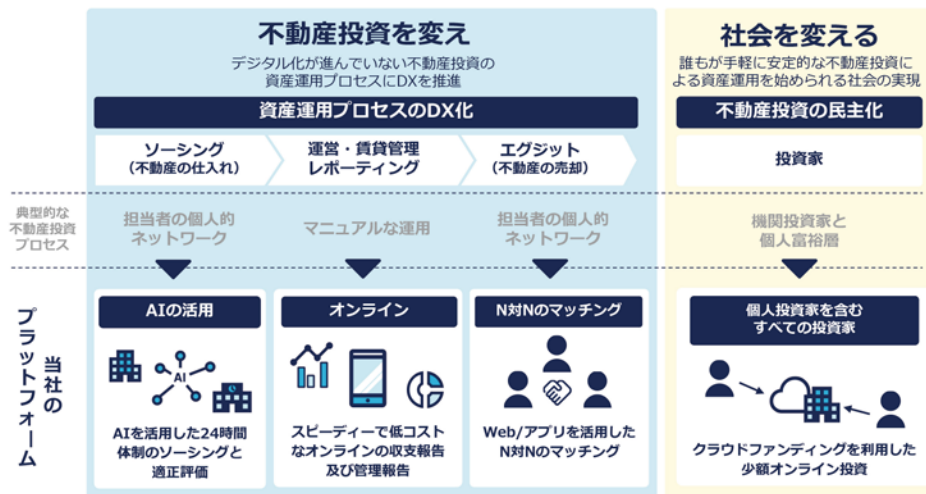 不動産投資を変え
デジタル化が進んでいない不動産投資の
資産運用プロセスにDXを推進
資産運用プロセスのDX化
ソーシング
（不動産の仕入れ）
運営・賃貸管理
レポーティング
エグジット
（不動産の売却）
社会を変える
誰もが手軽に安定的な不動産投資に
よる資産運用を始められる社会の実現
不動産投資の民主化
投資家
典型的な
不動産投資
プロセス
担当者の個人的
ネットワーク
マニュアルな運用
担当者の個人的
ネットワーク
機関投資家と
個人富裕層
当社の
プラットフォーム
AIの活用
AI
AIを活用した24時間
体制のソーシングと
適正評価
オンライン
スピーディーで低コスト
なオンラインの収支報告
及び管理報告
N対Nのマッチング
Web/アプリを活用した
N対Nのマッチング
個人投資家を含む
すべての投資家
クラウドファンディングを利用した
少額オンライン投資